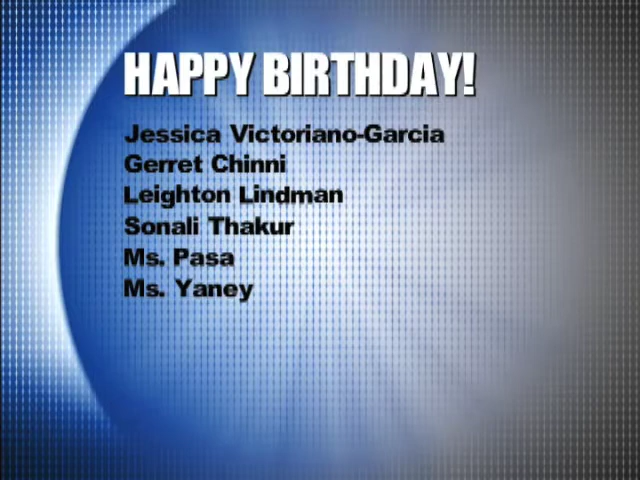 HAPPY BIRTHDAY!
Jessica Victoriano-Garcia
Gerret Chinni
Leighton Lindman
Sonali Thakur
Ms. Pasa
Ms. Yaney